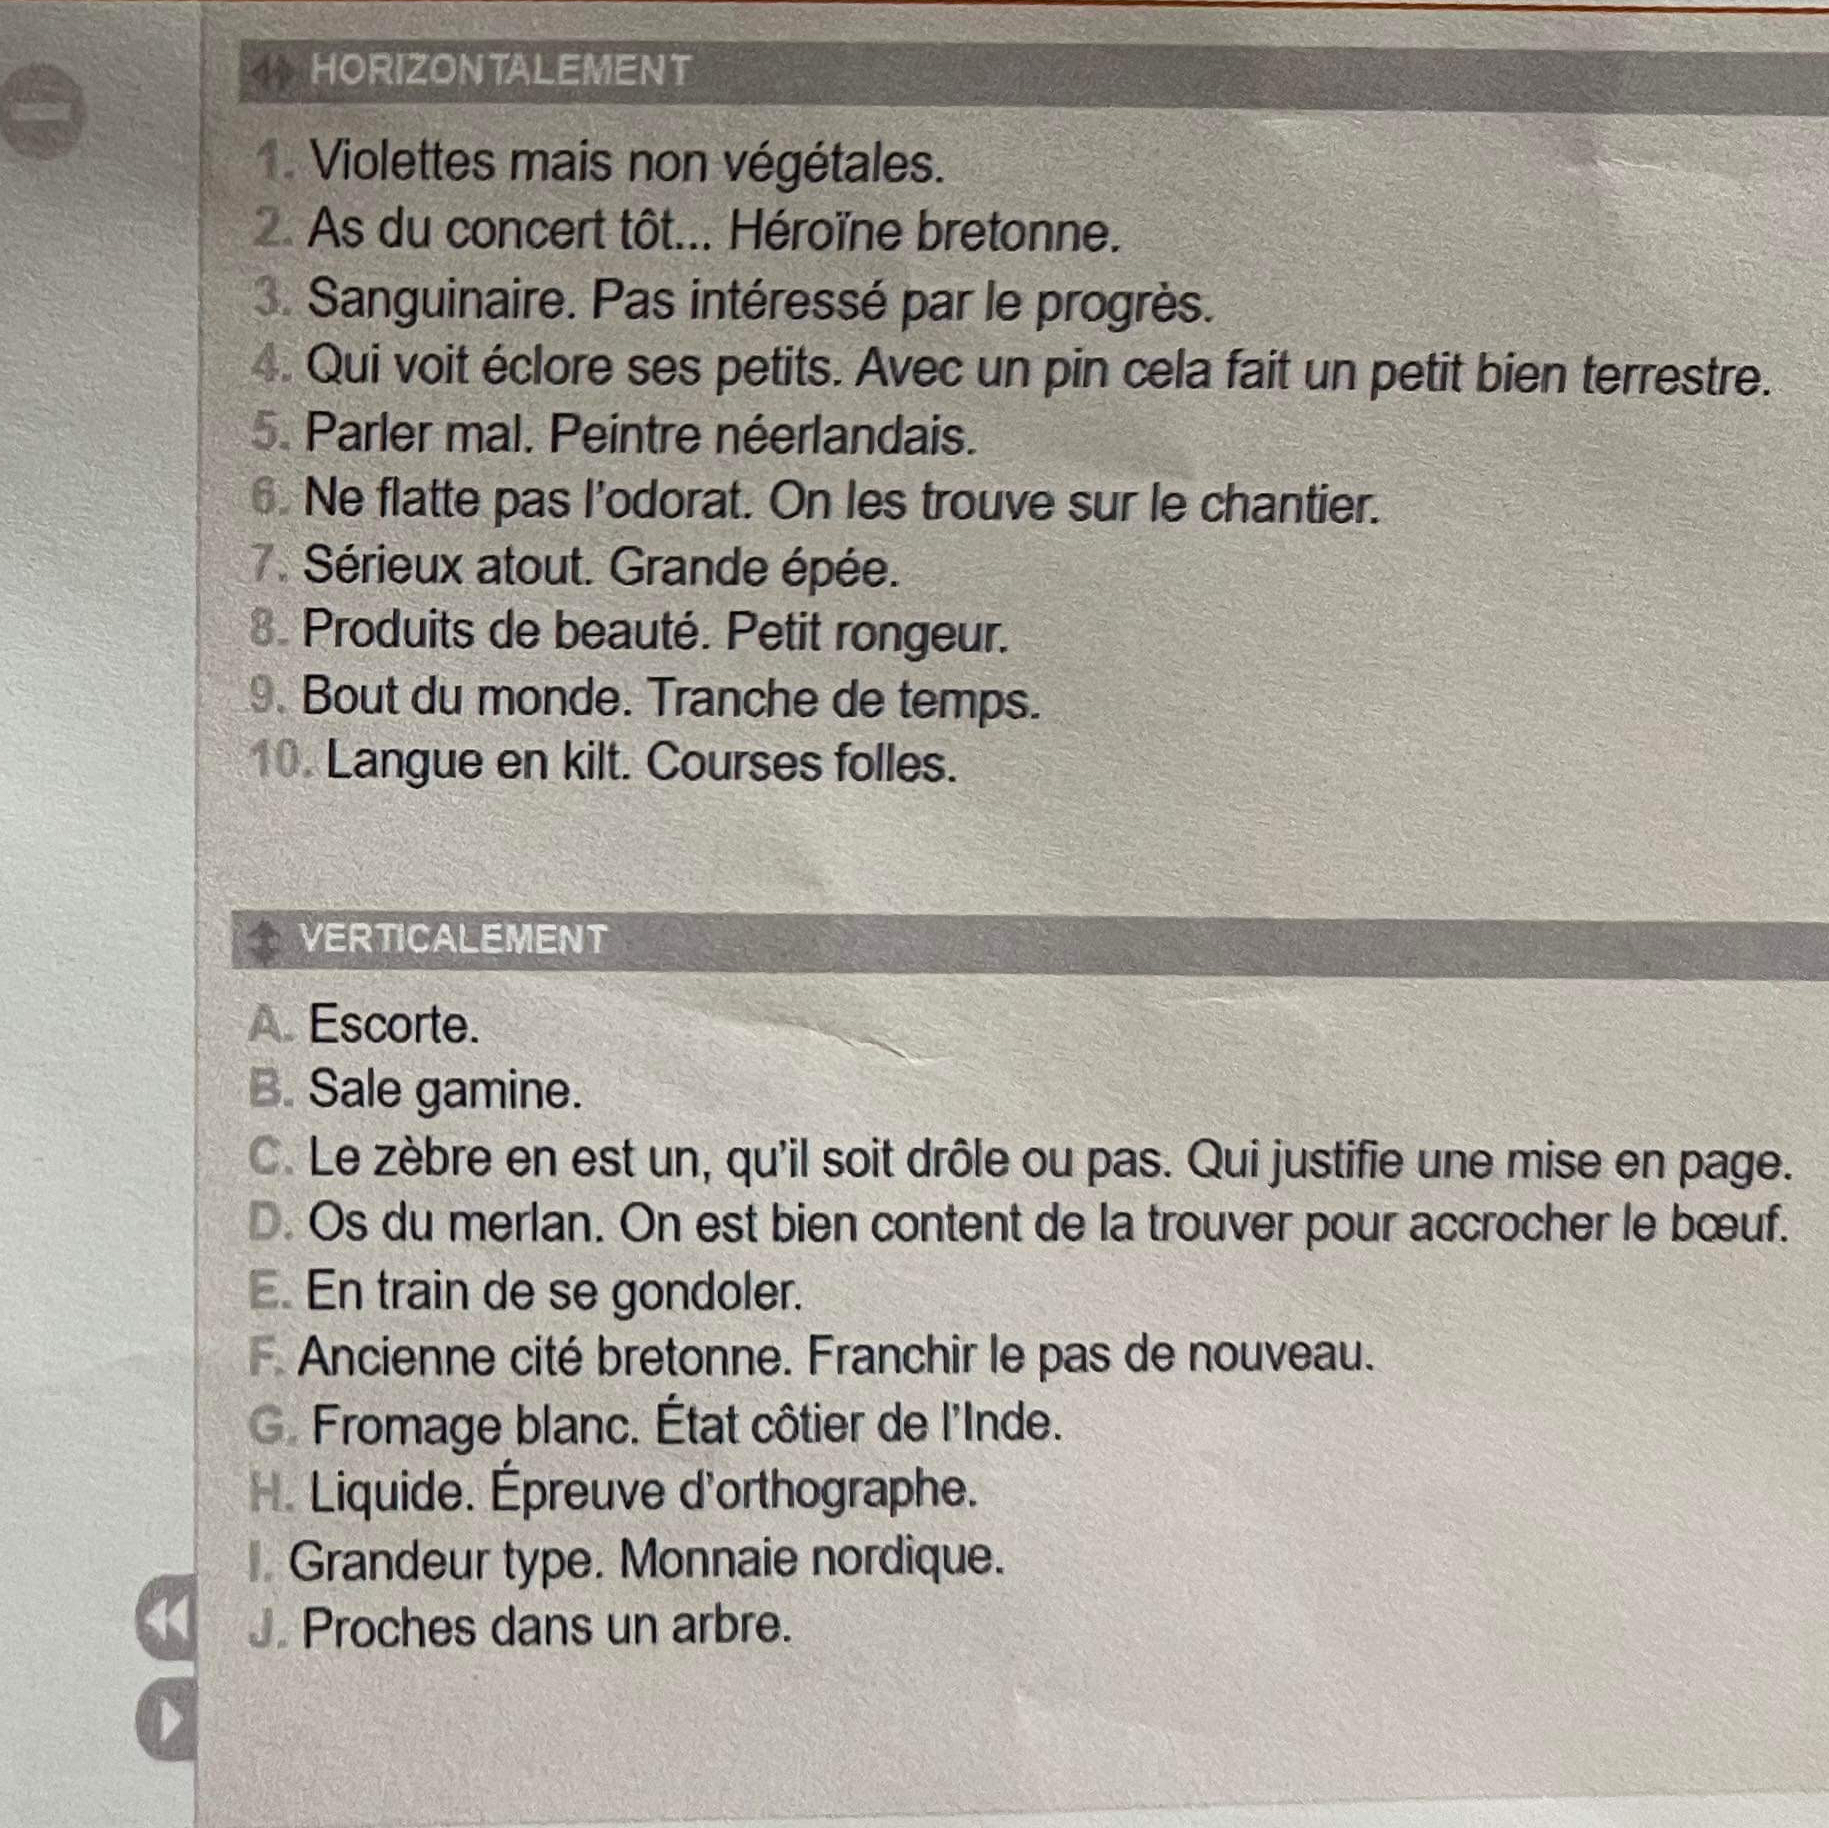 HORIZONTALEMENT
1. Violettes mais non végétales.
2. As du concert tôt... Héroïne bretonne.
3. Sanguinaire. Pas intéressé par le progrès.
4. Qui voit éclore ses petits. Avec un pin cela fait un petit bien terrestre.
5. Parler mal. Peintre néerlandais.
6. Ne flatte pas l'odorat. On les trouve sur le chantier.
7. Sérieux atout. Grande épée.
8. Produits de beauté. Petit rongeur.
9. Bout du monde. Tranche de temps.
10. Langue en kilt. Courses folles.
VERTICALEMENT
A. Escorte.
B. Sale gamine.
C. Le zèbre en est un, qu'il soit drôle ou pas. Qui justifie une mise en page.
D. Os du merlan. On est bien content de la trouver pour accrocher le bœuf.
E. En train de se gondoler.
F. Ancienne cité bretonne. Franchir le pas de nouveau.
G. Fromage blanc. État côtier de l'Inde.
H. Liquide. Épreuve d'orthographe.
I. Grandeur type. Monnaie nordique.
J. Proches dans un arbre.